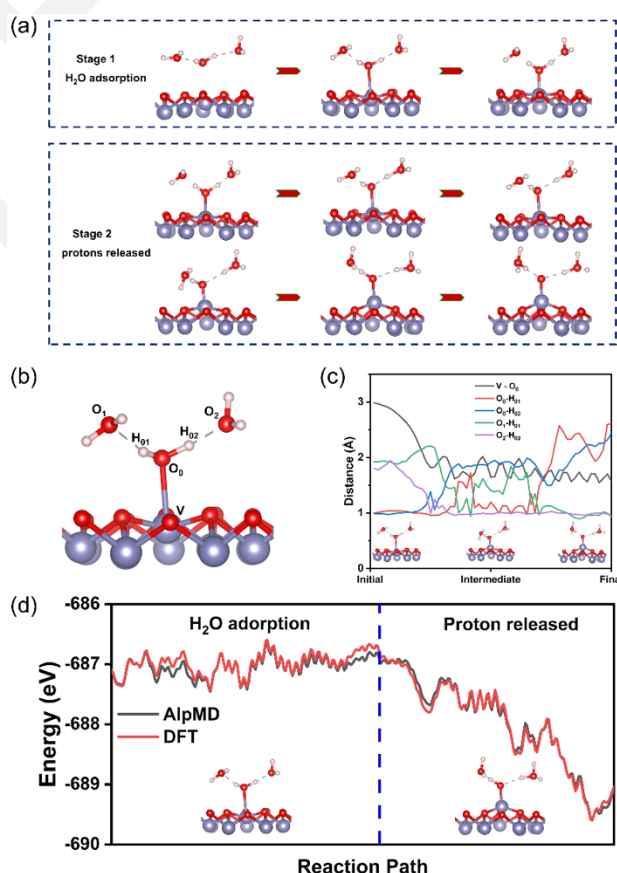 (a)
Stage 1
H₂O adsorption
Stage 2
protons released
(b)
O₁
O₂
H₀₁
H₀₂
O₀
V
(c)
V - O₀
O₀-H₀₁
O₀-H₀₂
O₁-H₀₁
O₂-H₀₂
Distance (Å)
3
2
1
0
Initial
Intermediate
Fina
(d)
-686
-687
-688
-689
-690
Energy (eV)
H₂O adorption
Proton released
AlpMD
DFT
Reaction Path